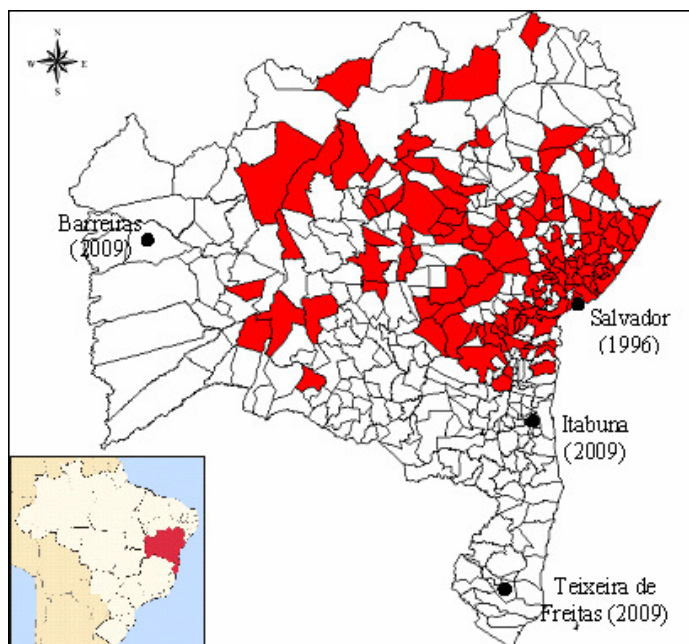 N
W E
S
Barreiras
(2009)
Salvador
(1996)
Itabuna
(2009)
Teixeira de
Freitas (2009)